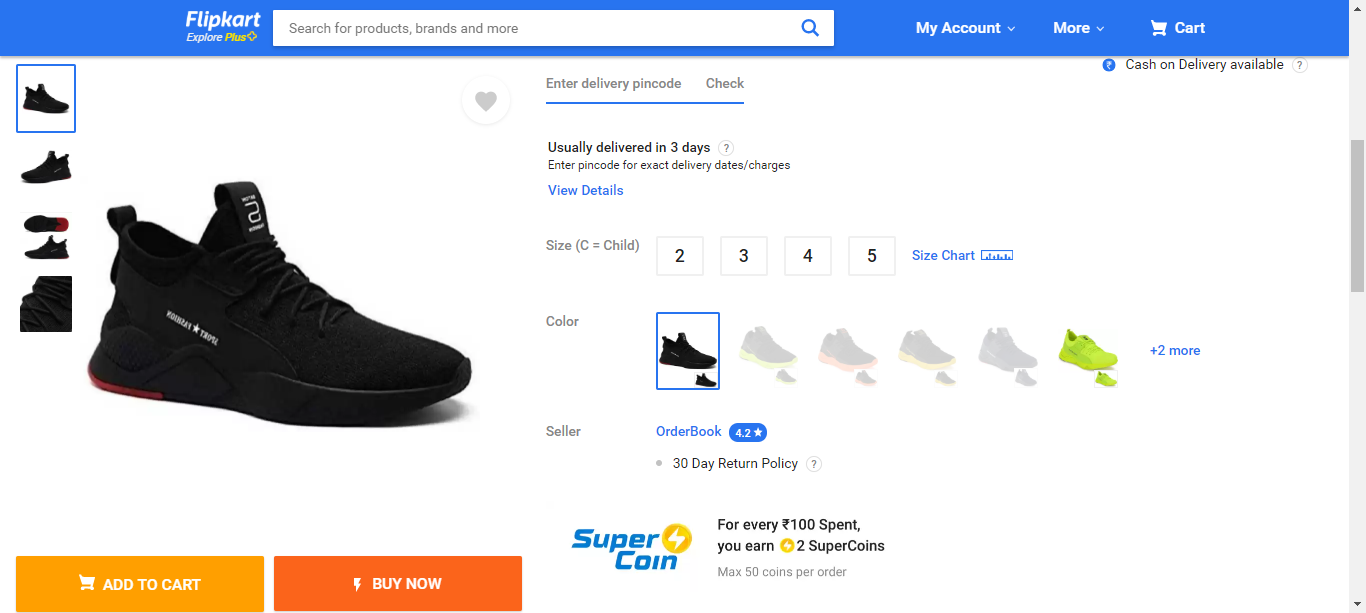 Flipkart
Explore Plus
Search for products, brands and more
My Account
More
Cart
Cash on Delivery available ?
Enter delivery pincode Check
Usually delivered in 3 days ?
Enter pincode for exact delivery dates/charges
View Details
Size (C = Child) 2 3 4 5 Size Chart
Color
+2 more
SPORT FASHION
Seller OrderBook 4.2★
30 Day Return Policy ?
Super Coin
For every ₹100 Spent,
you earn 2 SuperCoins
Max 50 coins per order
ADD TO CART
BUY NOW